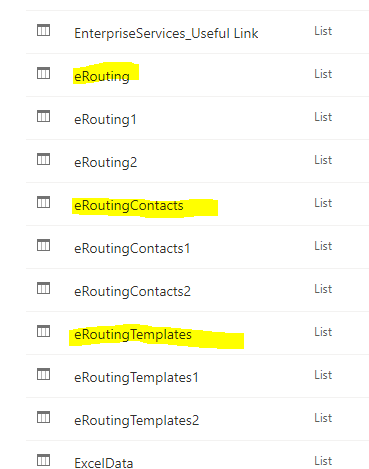 EnterpriseServices_Useful Link List
eRouting List
eRouting1 List
eRouting2 List
eRoutingContacts List
eRoutingContacts1 List
eRoutingContacts2 List
eRoutingTemplates List
eRoutingTemplates1 List
eRoutingTemplates2 List
ExcelData List